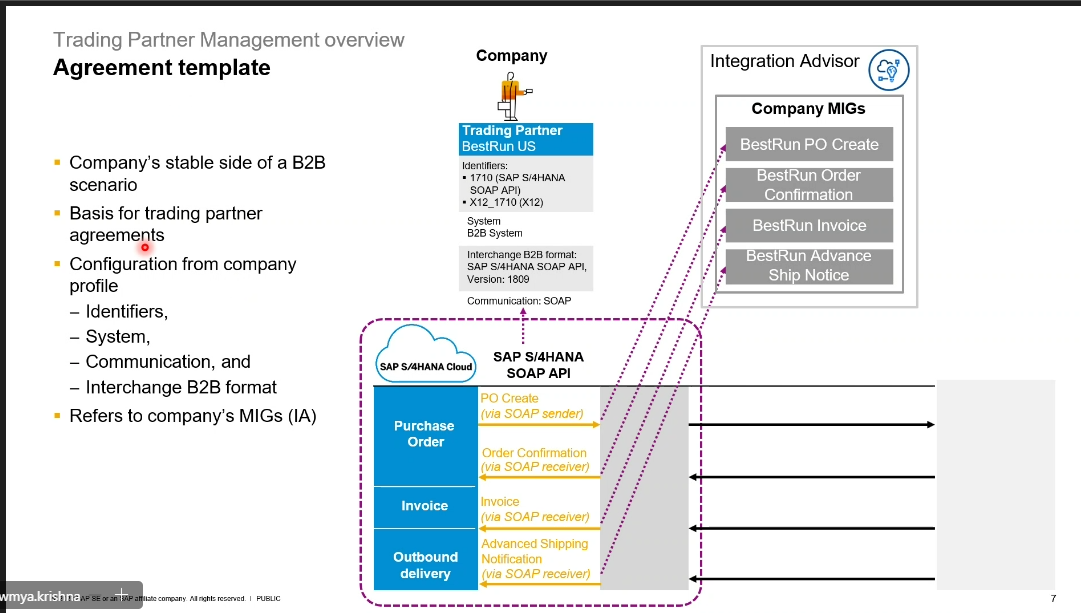 Trading Partner Management overview
Agreement template
▪ Company's stable side of a B2B
scenario
▪ Basis for trading partner
agreements
▪ Configuration from company
profile
– Identifiers,
– System,
– Communication, and
– Interchange B2B format
▪ Refers to company's MIGs (IA)
Company
Trading Partner
BestRun US
Identifiers:
▪ 1710 (SAP S/4HANA
SOAP API)
▪ X12_1710 (X12)
System
B2B System
Interchange B2B format:
SAP S/4HANA SOAP API,
Version: 1809
Communication: SOAP
Integration Advisor
Company MIGs
BestRun PO Create
BestRun Order
Confirmation
BestRun Invoice
BestRun Advance
Ship Notice
SAP S/4HANA Cloud
SAP S/4HANA
SOAP API
Purchase
Order
PO Create
(via SOAP sender)
Order Confirmation
(via SOAP receiver)
Invoice
Invoice
(via SOAP receiver)
Outbound
delivery
Advanced Shipping
Notification
(via SOAP receiver)
wmya.krishna
SAP SE or an SAP affiliate company. All rights reserved. | PUBLIC
7